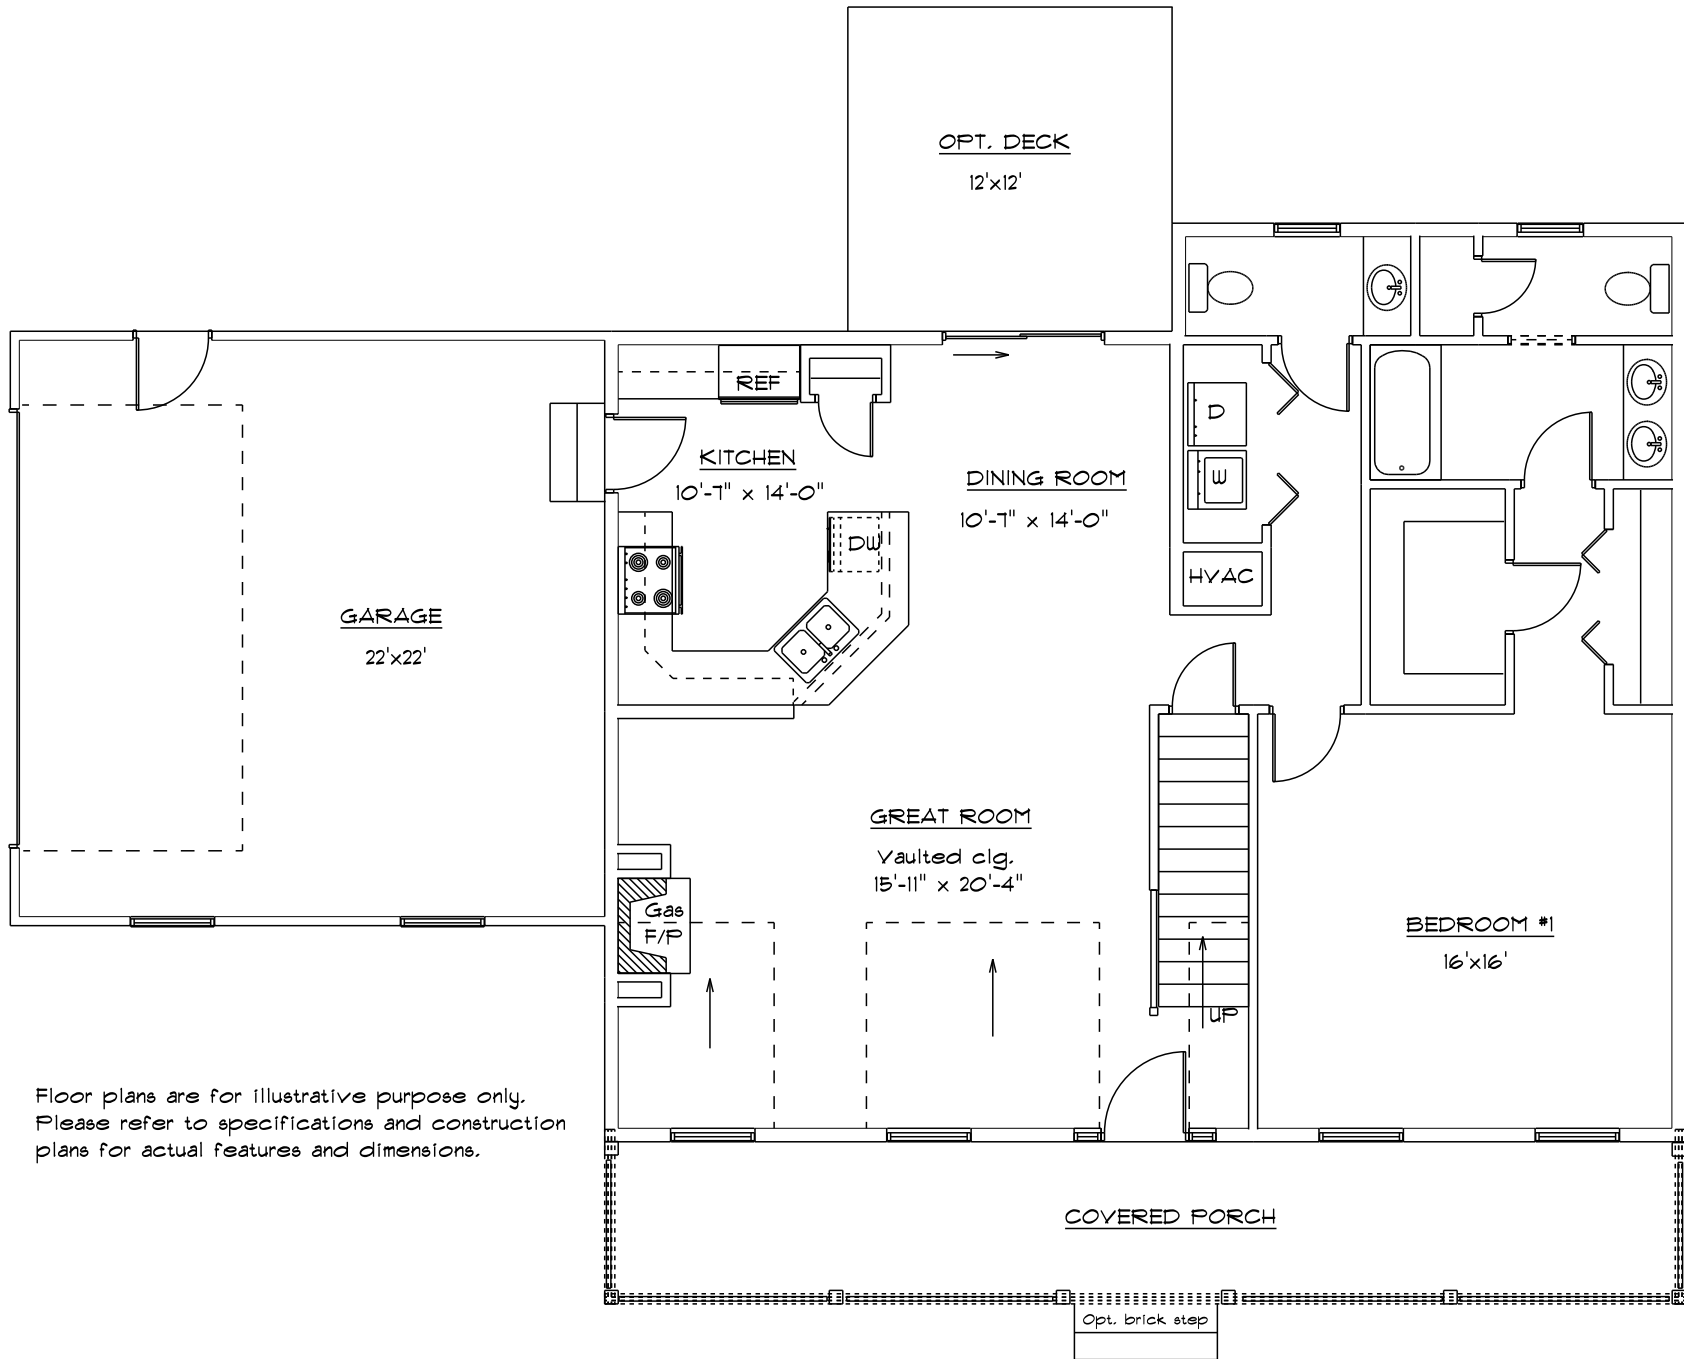 OPT. DECK
12'x12'
REF
KITCHEN
10'-7" x 14'-0"
DINING ROOM
10'-7" x 14'-0"
D
W
DW
HVAC
GARAGE
22'x22'
GREAT ROOM
Vaulted clg.
15'-11" x 20'-4"
Gas
F/P
BEDROOM #1
16'x16'
UP
Floor plans are for illustrative purpose only.
Please refer to specifications and construction
plans for actual features and dimensions.
COVERED PORCH
Opt. brick step